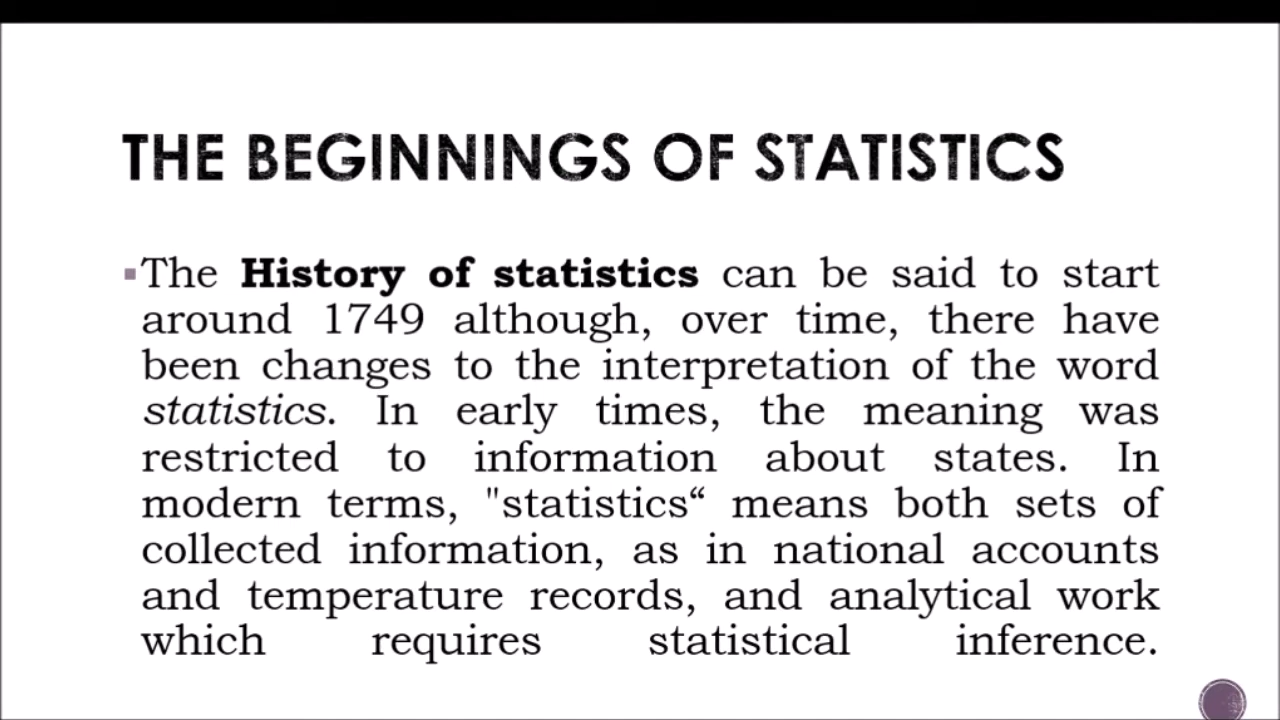 THE BEGINNINGS OF STATISTICS
▪The History of statistics can be said to start
around 1749 although, over time, there have
been changes to the interpretation of the word
statistics. In early times, the meaning was
restricted to information about states. In
modern terms, "statistics“ means both sets of
collected information, as in national accounts
and temperature records, and analytical work
which requires statistical inference.